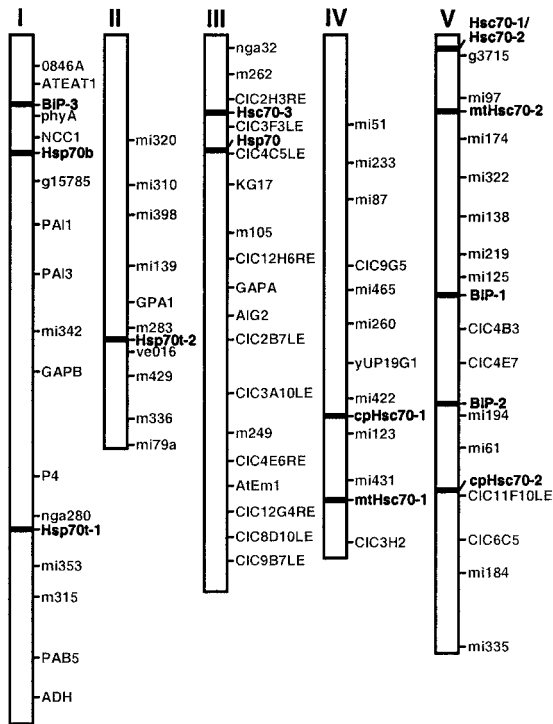 I
0846A
ATEAT1
BiP-3
phyA
NCC1
Hsp70b
g15785
PAI1
PAI3
mi342
GAPB
P4
nga280
Hsp70t-1
mi353
m315
PAB5
ADH
II
mi320
mi310
mi398
mi139
GPA1
m283
Hsp70t-2
ve016
m429
m336
mi79a
III
nga32
m262
CIC2H3RE
Hsc70-3
CIC3F3LE
Hsp70
CIC4C5LE
KG17
m105
CIC12H6RE
GAPA
AIG2
CIC2B7LE
CIC3A10LE
m249
CIC4E6RE
AtEm1
CIC12G4RE
CIC8D10LE
CIC9B7LE
IV
mi51
mi233
mi87
CIC9G5
mi465
mi260
yUP19G1
mi422
cpHsc70-1
mi123
mi431
mtHsc70-1
CIC3H2
V
Hsc70-1/
Hsc70-2
g3715
mi97
mtHsc70-2
mi174
mi322
mi138
mi219
mi125
BiP-1
CIC4B3
CIC4E7
BiP-2
mi194
mi61
cpHsc70-2
CIC11F10LE
CIC6C5
mi184
mi335